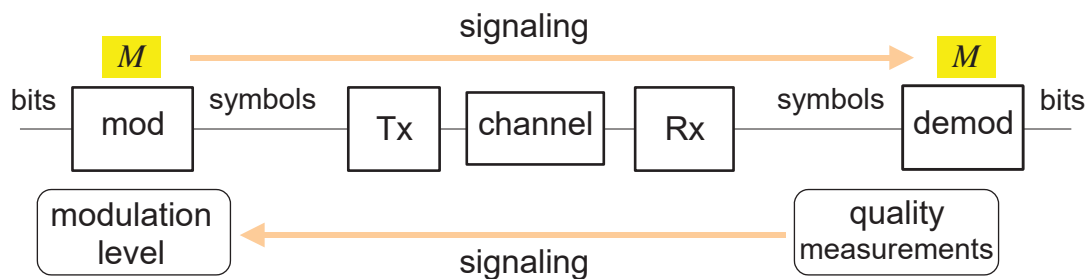 signaling
M
M
bits
symbols
symbols
bits
mod
Tx
channel
Rx
demod
modulation
level
quality
measurements
signaling